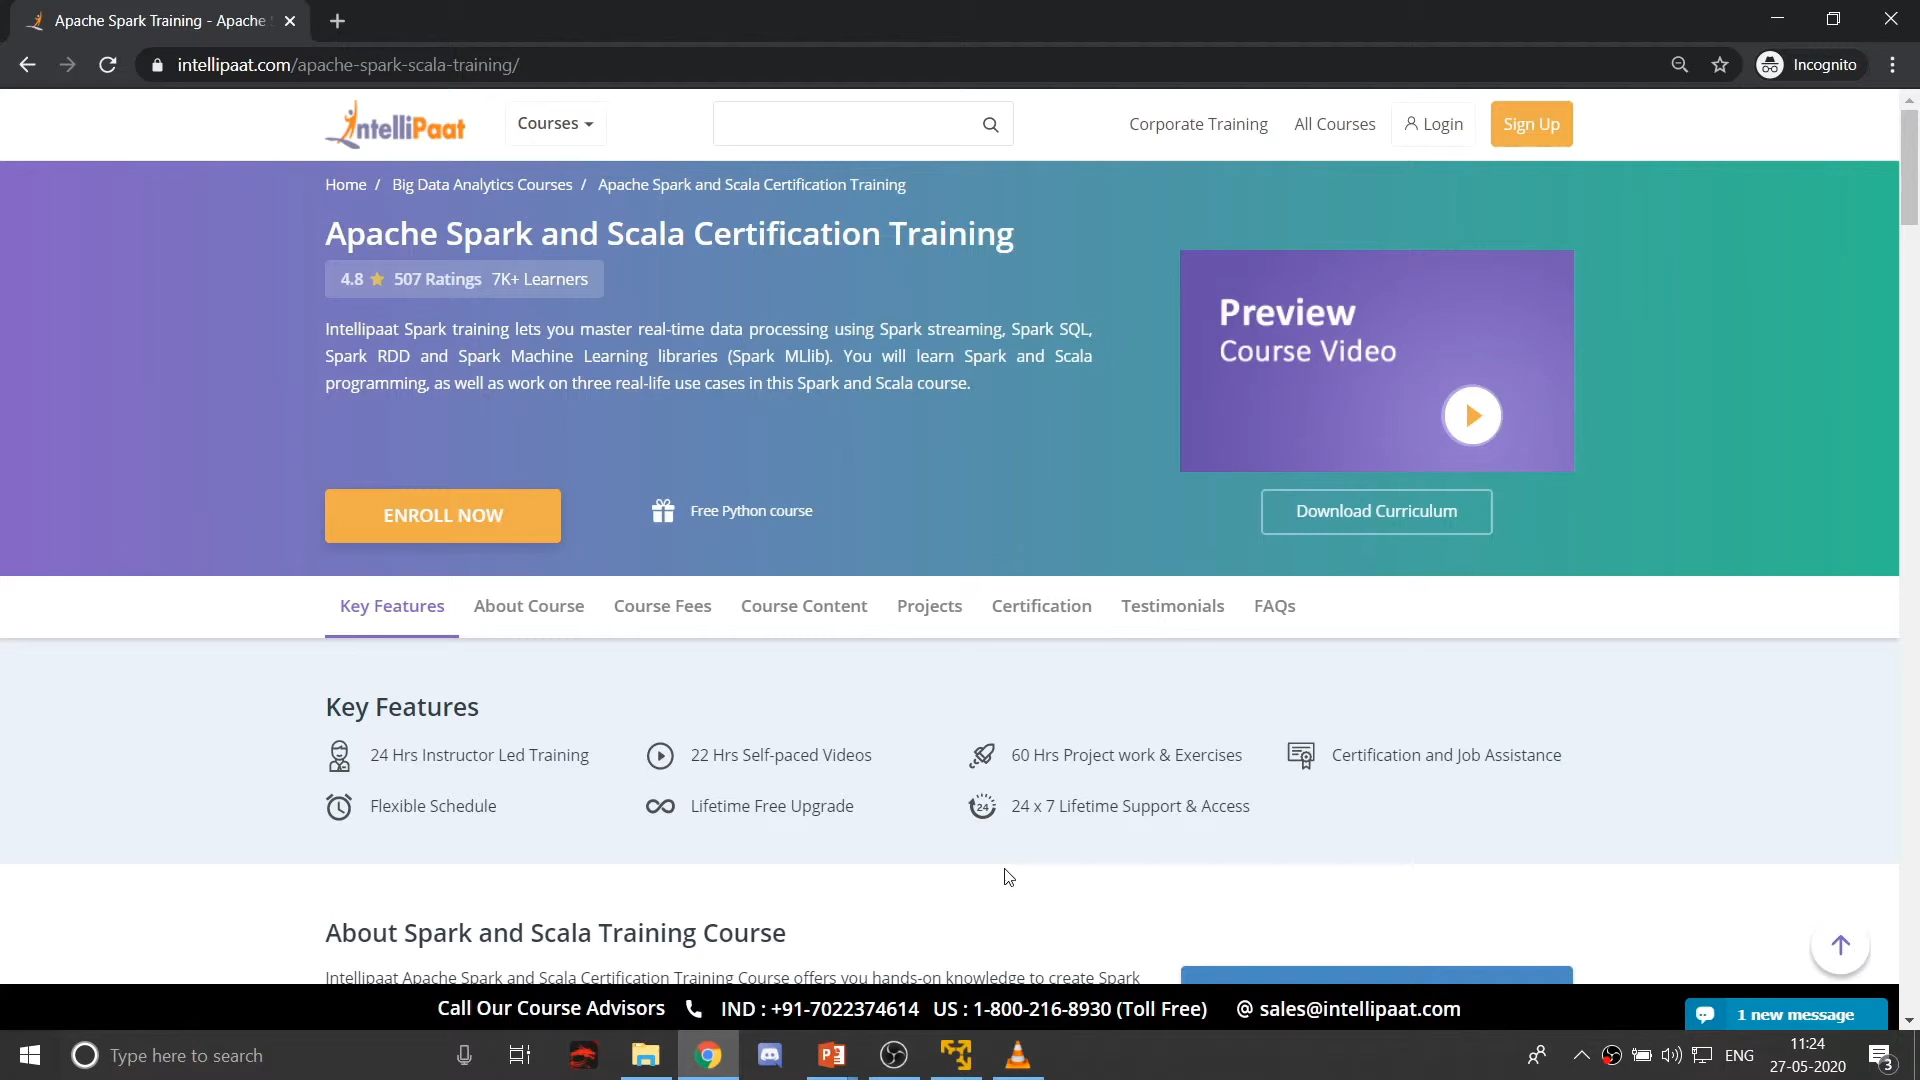 Apache Spark Training - Apache
intellipaat.com/apache-spark-scala-training/
Incognito
IntelliPaat
Courses
Corporate Training
All Courses
Login
Sign Up
Home / Big Data Analytics Courses / Apache Spark and Scala Certification Training
Apache Spark and Scala Certification Training
4.8 507 Ratings 7K+ Learners
Intellipaat Spark training lets you master real-time data processing using Spark streaming, Spark SQL,
Spark RDD and Spark Machine Learning libraries (Spark MLlib). You will learn Spark and Scala
programming, as well as work on three real-life use cases in this Spark and Scala course.
Preview
Course Video
ENROLL NOW
Free Python course
Download Curriculum
Key Features About Course Course Fees Course Content Projects Certification Testimonials FAQs
Key Features
24 Hrs Instructor Led Training
22 Hrs Self-paced Videos
60 Hrs Project work & Exercises
Certification and Job Assistance
Flexible Schedule
Lifetime Free Upgrade
24
24 x 7 Lifetime Support & Access
About Spark and Scala Training Course
Intellipaat Apache Spark and Scala Certification Training Course offers you hands-on knowledge to create Spark
Call Our Course Advisors IND : +91-7022374614 US : 1-800-216-8930 (Toll Free) @ sales@intellipaat.com
1 new message
Type here to search
ENG
11:24
27-05-2020
3